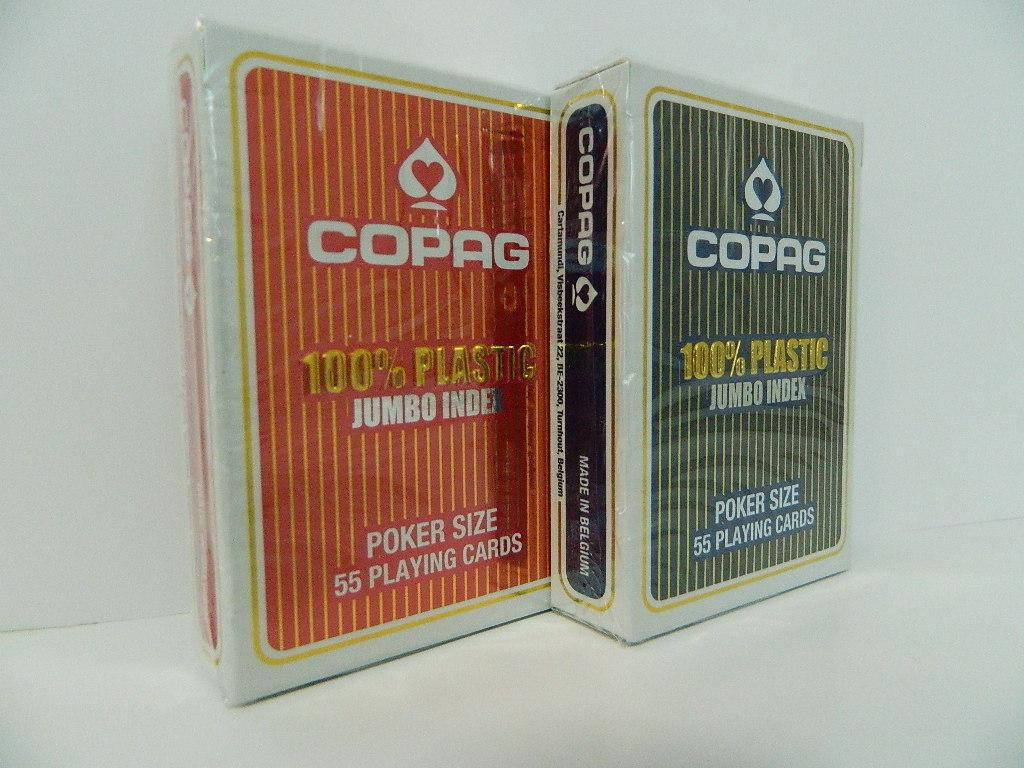 COPAG
100% PLASTIC
JUMBO INDEX
POKER SIZE
55 PLAYING CARDS
COPAG
Cartamundi, Visbeekstraat 22, BE-2300, Turnhout, Belgium
MADE IN BELGIUM
COPAG
100% PLASTIC
JUMBO INDEX
POKER SIZE
55 PLAYING CARDS